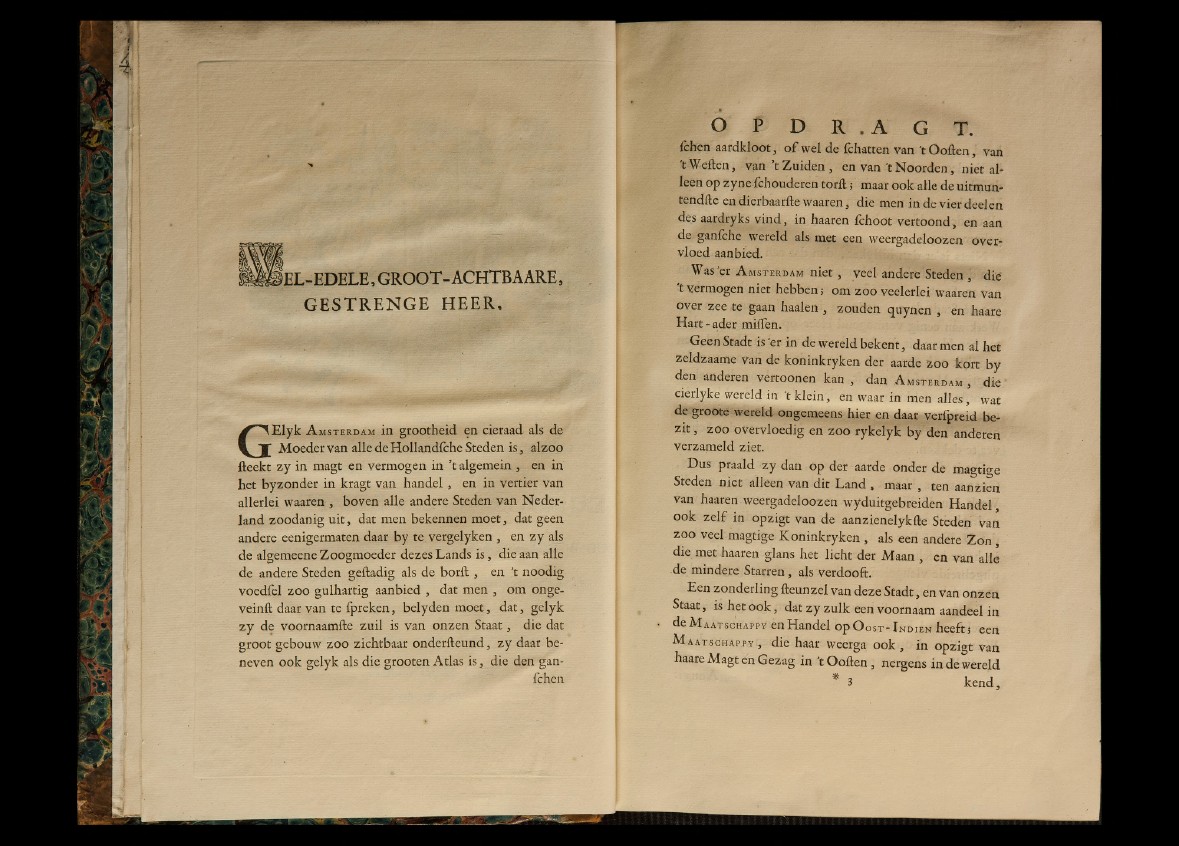 WEL-EDELE, GROOT-ACHTBAARE,
GESTRENGE HEER,
GElyk AMSTERDAM in grootheid en cieraad als de
Moeder van alle de Hollandſche Steden is, alzoo
ſteekt zy in magt en vermogen in 't algemein, en in
het byzonder in kragt van handel, en in vertier van
allerlei waaren, boven alle andere Steden van Neder-
land zoodanig uit, dat men bekennen moet, dat geen
andere eenigermaten daar by te vergelyken, en zy als
de algemeene Zoogmoeder dezes Lands is, die aan alle
de andere Steden geſtadig als de borſt, en 't noodig
voedſel zoo gulhartig aanbied, dat men, om onge-
veinſt daar van te ſpreken, belyden moet, dat, gelyk
zy de voornaamſte zuil is van onzen Staat, die dat
groot gebouw zoo zichtbaar onderſteund, zy daar be-
neven ook gelyk als die grooten Atlas is, die den gan-
ſchen
OPDRAGT.
ſchen aardkloot, of wel de ſchatten van 't Ooſten, van
't Weſten, van 't Zuiden, en van 't Noorden, niet al-
leen op zyne ſchouderen torſt; maar ook alle de uitmun-
tendſte en dierbaarſte waaren, die men in de vier deelen
des aardryks vind, in haaren ſchoot vertoond, en aan
de ganſche wereld als met een weergadeloozen over-
vloed aanbied.
Was 'er AMSTERDAM niet, veel andere Steden, die
't vermogen niet hebben; om zoo veelerlei waaren van
over zee te gaan haalen, zouden quynen, en haare
Hart-ader miſſen.
Geen Stadt is 'er in de wereld bekent, daar men al het
zeldzaame van de koninkryken der aarde zoo kort by
den anderen vertoonen kan, dan AMSTERDAM, die
cierlyke wereld in 't klein, en waar in men alles, wat
de groote wereld ongemeens hier en daar verſpreid be-
zit, zoo overvloedig en zoo rykelyk by den anderen
verzameld ziet.
Dus praald zy dan op der aarde onder de magtige
Steden niet alleen van dit Land, maar, ten aanzien
van haaren weergadeloozen wyduitgebreiden Handel,
ook zelf in opzigt van de aanzienelykſte Steden van
zoo veel magtige Koninkryken, als een andere Zon,
die met haaren glans het licht der Maan, en van alle
de mindere Starren, als verdooft.
Een zonderling ſteunzel van deze Stadt, en van onzen
Staat, is het ook, dat zy zulk een voornaam aandeel in
de MAATSCHAPPY en Handel op OOST-INDIEN heeft; een
MAATSCHAPPY, die haar weerga ook, in opzigt van
haare Magt en Gezag in 't Ooſten, nergens in de wereld
* 3 kend,